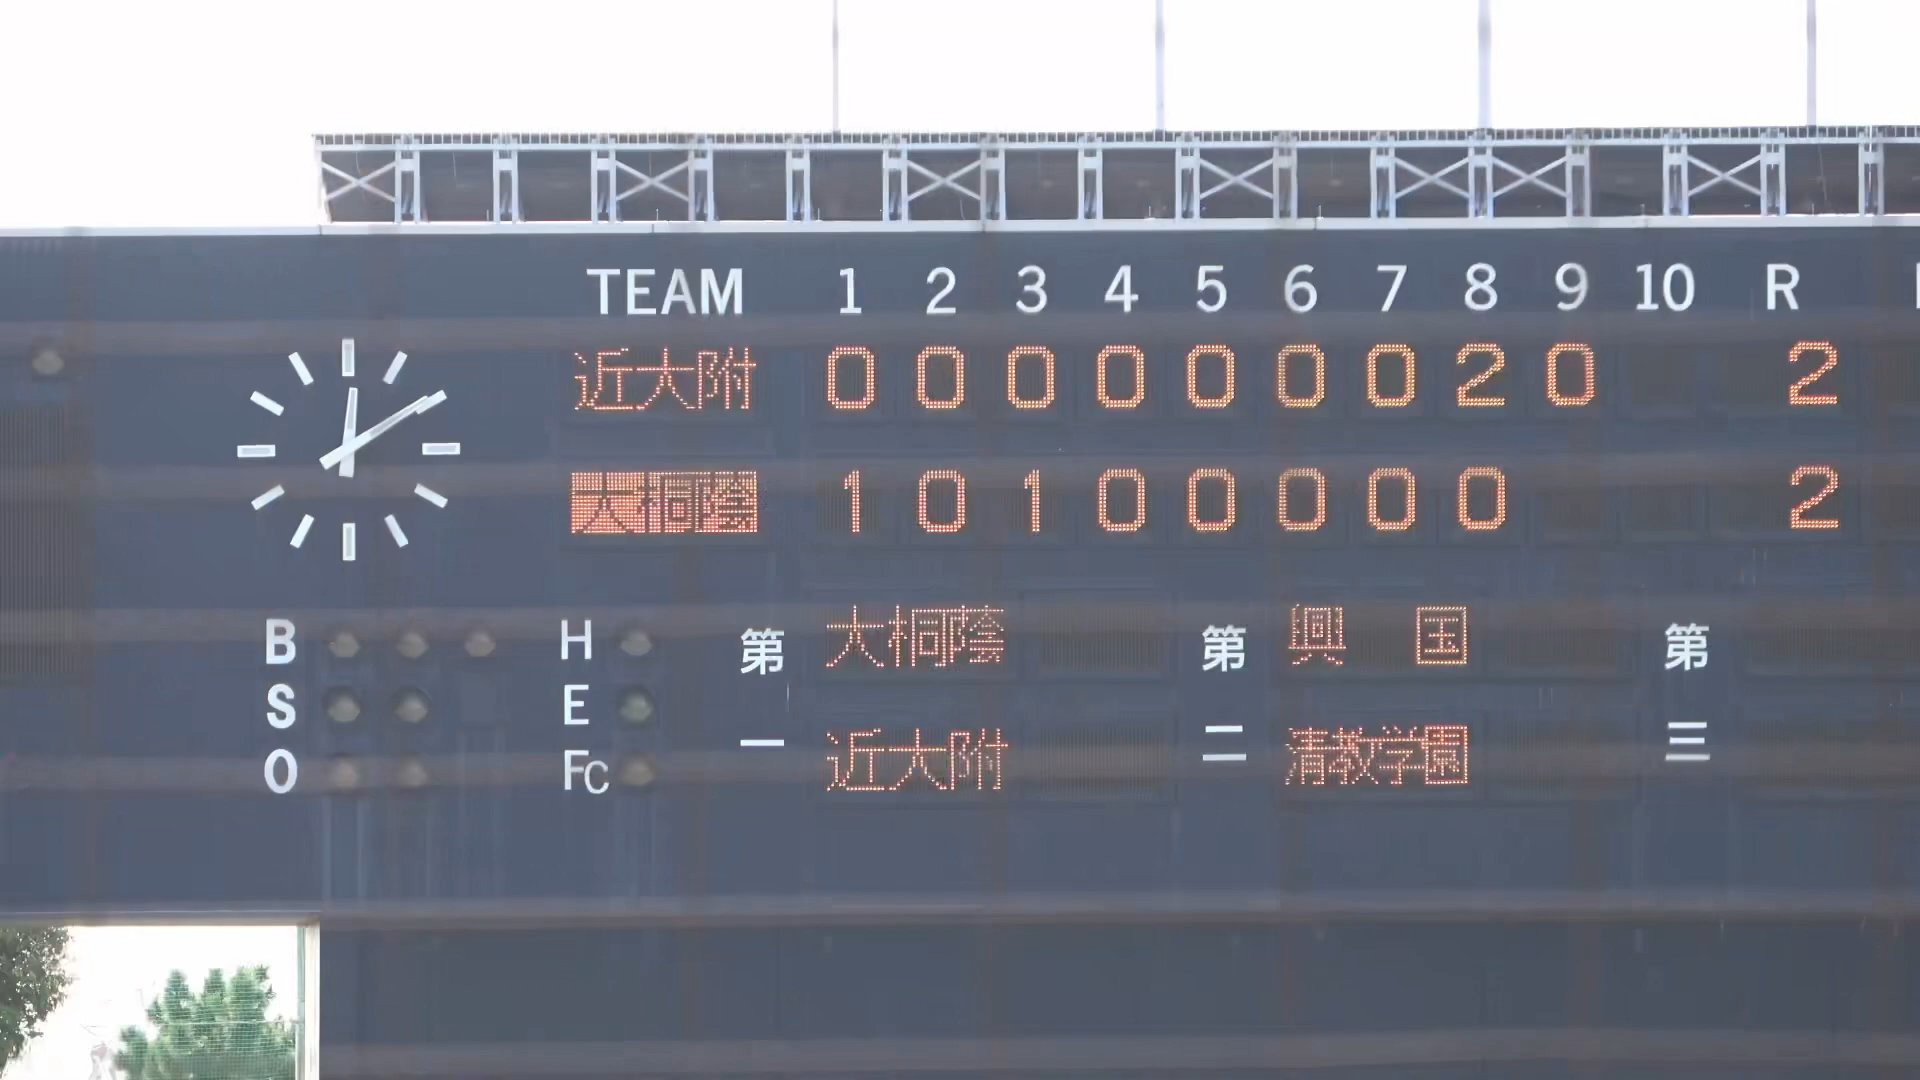 TEAM 1 2 3 4 5 6 7 8 9 10 R
近大附 0 0 0 0 0 0 0 2 0 2
大桐蔭 1 0 1 0 0 0 0 0 2
B H 第一 大桐蔭 近大附 第二 興国 清教学園 第三
S E
O FC